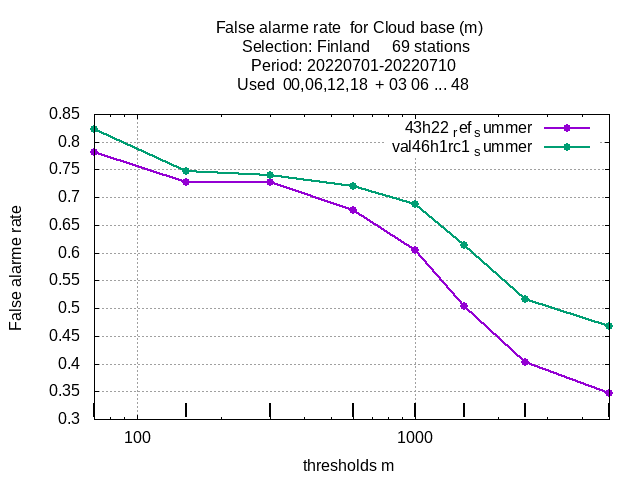 False alarme rate  for Cloud base (m)
Selection: Finland     69 stations
Period: 20220701-20220710
Used  00,06,12,18  + 03 06 ... 48
43h22 ref summer
val46h1rc1 summer
0.85
0.8
0.75
0.7
0.65
0.6
0.55
0.5
0.45
0.4
0.35
0.3
False alarme rate
100
1000
thresholds m